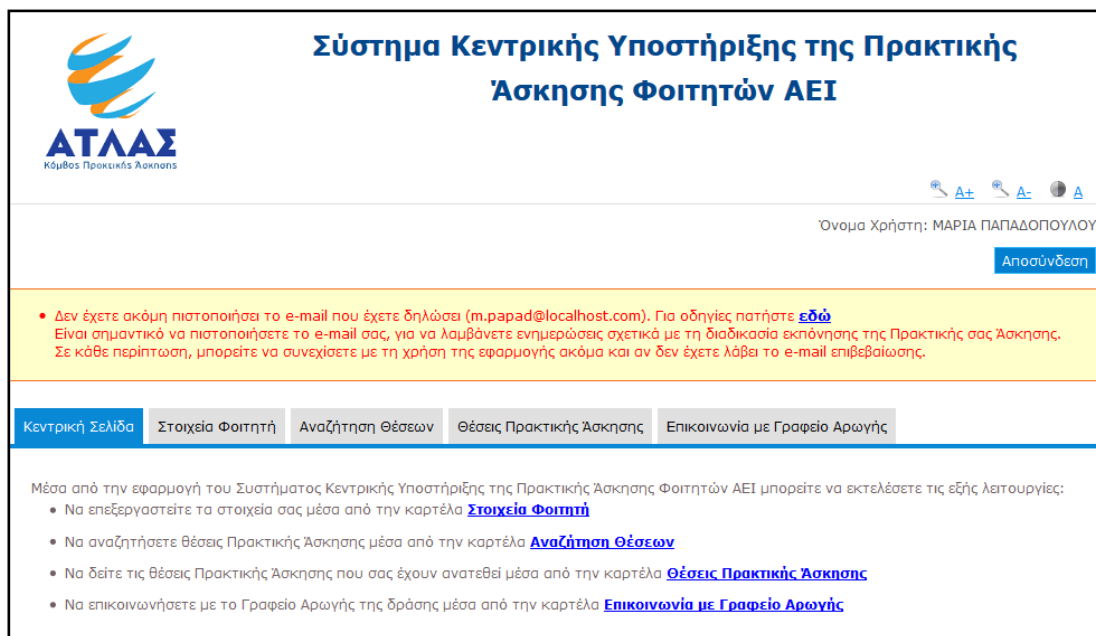 Σύστημα Κεντρικής Υποστήριξης της Πρακτικής
Άσκησης Φοιτητών ΑΕΙ
ΑΤΛΑΣ
Κόμβος Πρακτικής Άσκησης
A+ A- A
Όνομα Χρήστη: ΜΑΡΙΑ ΠΑΠΑΔΟΠΟΥΛΟΥ
Αποσύνδεση
• Δεν έχετε ακόμη πιστοποιήσει το e-mail που έχετε δηλώσει (m.papad@localhost.com). Για οδηγίες πατήστε εδώ
Είναι σημαντικό να πιστοποιήσετε το e-mail σας, για να λαμβάνετε ενημερώσεις σχετικά με τη διαδικασία εκπόνησης της Πρακτικής σας Άσκησης.
Σε κάθε περίπτωση, μπορείτε να συνεχίσετε με τη χρήση της εφαρμογής ακόμα και αν δεν έχετε λάβει το e-mail επιβεβαίωσης.
Κεντρική Σελίδα Στοιχεία Φοιτητή Αναζήτηση Θέσεων Θέσεις Πρακτικής Άσκησης Επικοινωνία με Γραφείο Αρωγής
Μέσα από την εφαρμογή του Συστήματος Κεντρικής Υποστήριξης της Πρακτικής Άσκησης Φοιτητών ΑΕΙ μπορείτε να εκτελέσετε τις εξής λειτουργίες:
• Να επεξεργαστείτε τα στοιχεία σας μέσα από την καρτέλα Στοιχεία Φοιτητή
• Να αναζητήσετε θέσεις Πρακτικής Άσκησης μέσα από την καρτέλα Αναζήτηση Θέσεων
• Να δείτε τις θέσεις Πρακτικής Άσκησης που σας έχουν ανατεθεί μέσα από την καρτέλα Θέσεις Πρακτικής Άσκησης
• Να επικοινωνήσετε με το Γραφείο Αρωγής της δράσης μέσα από την καρτέλα Επικοινωνία με Γραφείο Αρωγής